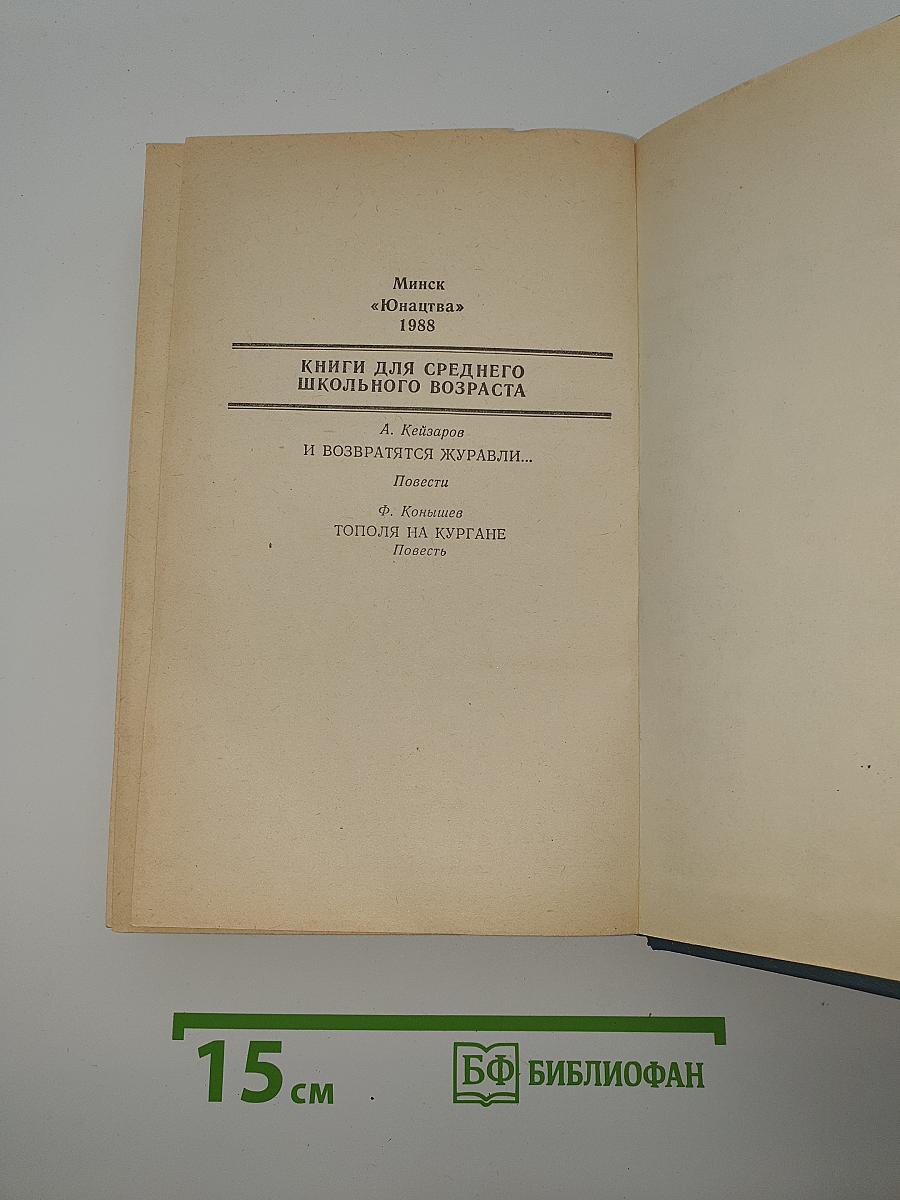 Минск
«Юнацтва»
1988
КНИГИ ДЛЯ СРЕДНЕГО
ШКОЛЬНОГО ВОЗРАСТА
А. Кейзаров
И ВОЗВРАТЯТСЯ ЖУРАВЛИ...
Повести
Ф. Конышев
ТОПОЛЯ НА КУРГАНЕ
Повесть
15 см
БФ БИБЛИОФАН